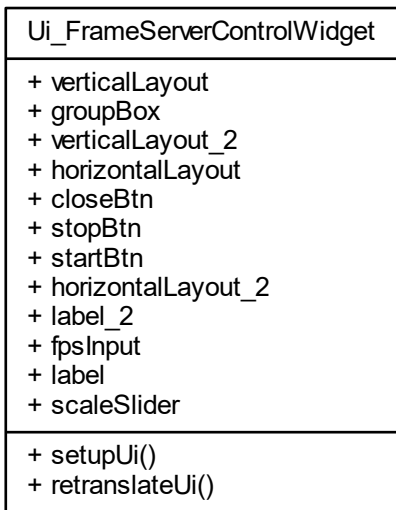 Ui_FrameServerControlWidget
+ verticalLayout
+ groupBox
+ verticalLayout_2
+ horizontalLayout
+ closeBtn
+ stopBtn
+ startBtn
+ horizontalLayout_2
+ label_2
+ fpsInput
+ label
+ scaleSlider
+ setupUi()
+ retranslateUi()